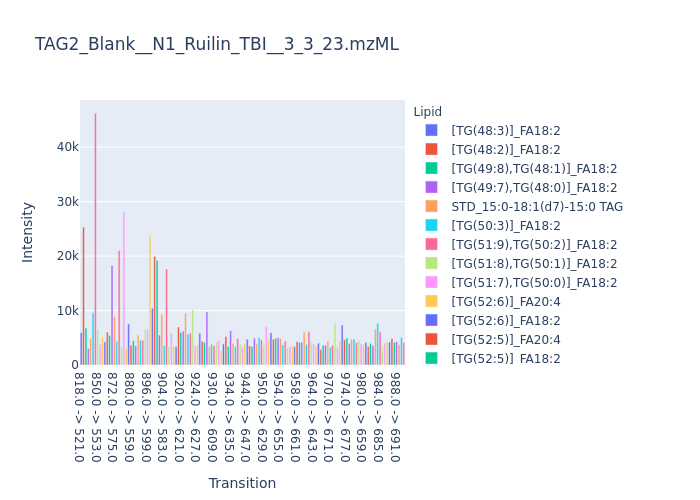 TAG2_Blank__N1_Ruilin_TBI__3_3_23.mzML
Lipid
[TG(48:3)]_FA18:2
[TG(48:2)]_FA18:2
[TG(49:8),TG(48:1)]_FA18:2
[TG(49:7),TG(48:0)]_FA18:2
STD_15:0-18:1(d7)-15:0 TAG
[TG(50:3)]_FA18:2
[TG(51:9),TG(50:2)]_FA18:2
[TG(51:8),TG(50:1)]_FA18:2
[TG(51:7),TG(50:0)]_FA18:2
[TG(52:6)]_FA20:4
[TG(52:6)]_FA18:2
[TG(52:5)]_FA20:4
[TG(52:5)]_FA18:2
Intensity
40k
30k
20k
10k
0
818.0 -> 521.0
850.0 -> 553.0
872.0 -> 575.0
880.0 -> 559.0
896.0 -> 599.0
904.0 -> 583.0
920.0 -> 621.0
924.0 -> 627.0
930.0 -> 609.0
934.0 -> 635.0
944.0 -> 647.0
950.0 -> 629.0
954.0 -> 655.0
958.0 -> 661.0
964.0 -> 643.0
970.0 -> 671.0
974.0 -> 677.0
980.0 -> 659.0
984.0 -> 685.0
988.0 -> 691.0
Transition